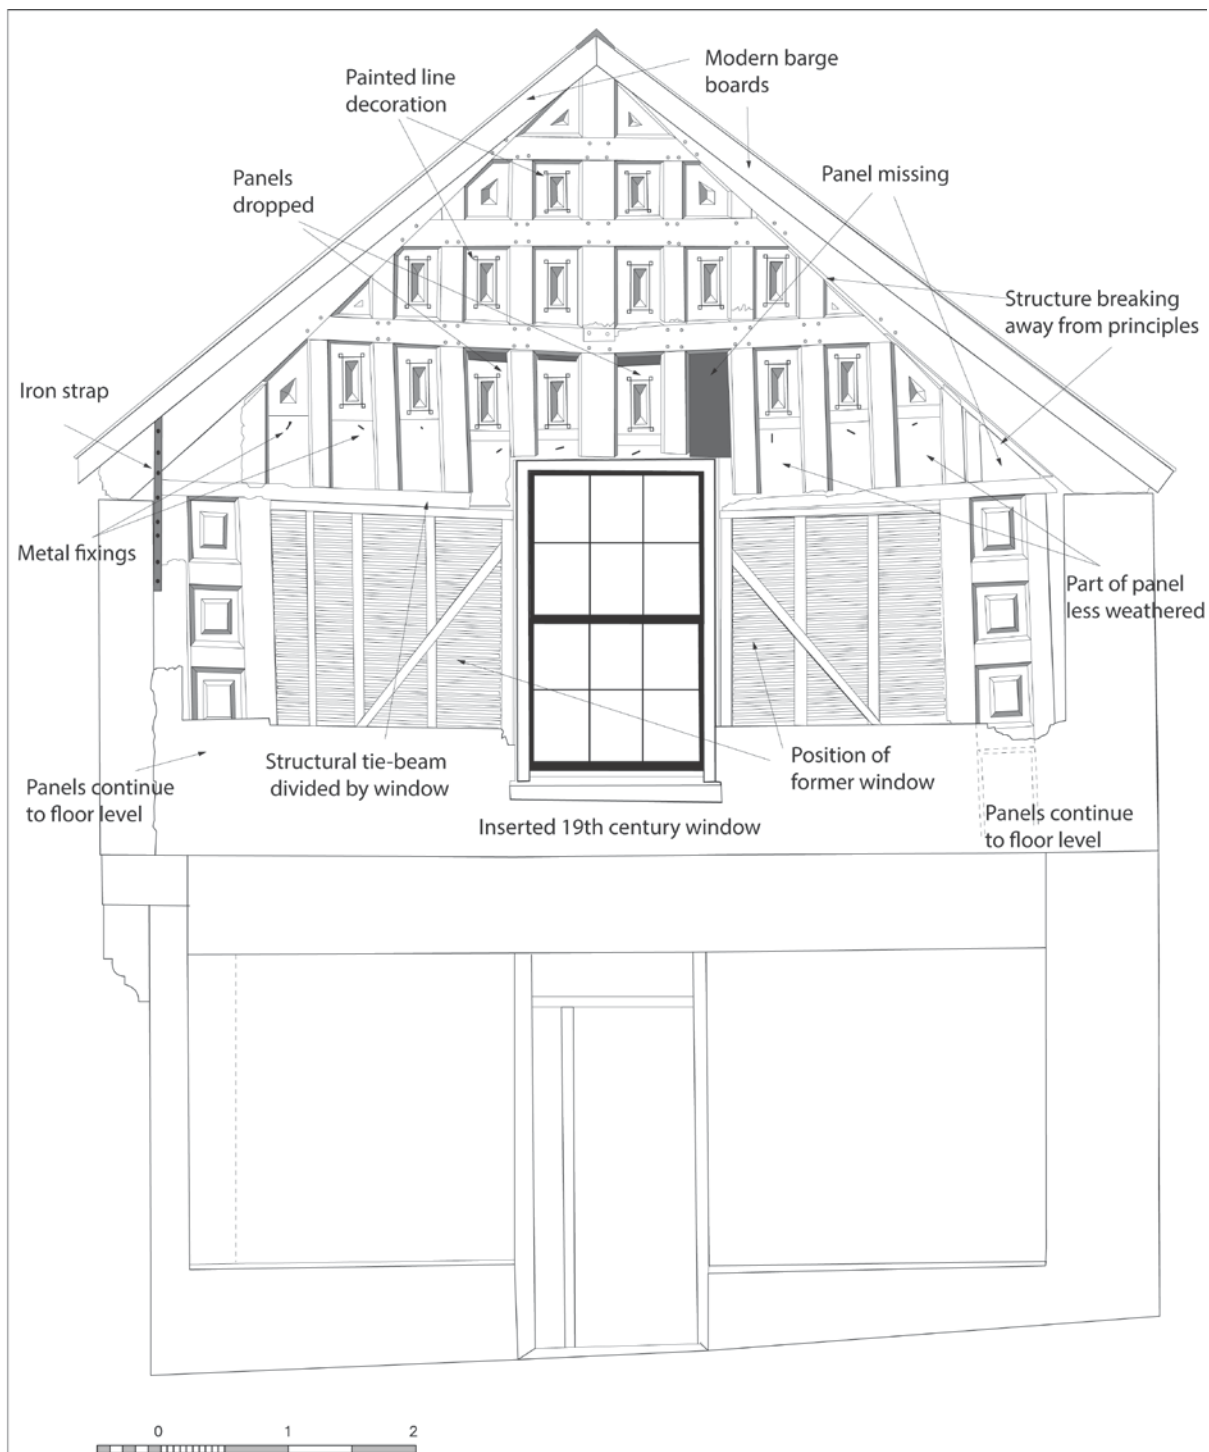 Modern barge
boards
Painted line
decoration
Panels
dropped
Panel missing
Structure breaking
away from principles
Iron strap
Metal fixings
Part of panel
less weathered
Structural tie-beam
divided by window
Position of
former window
Panels continue
to floor level
Panels continue
to floor level
Inserted 19th century window
0 1 2